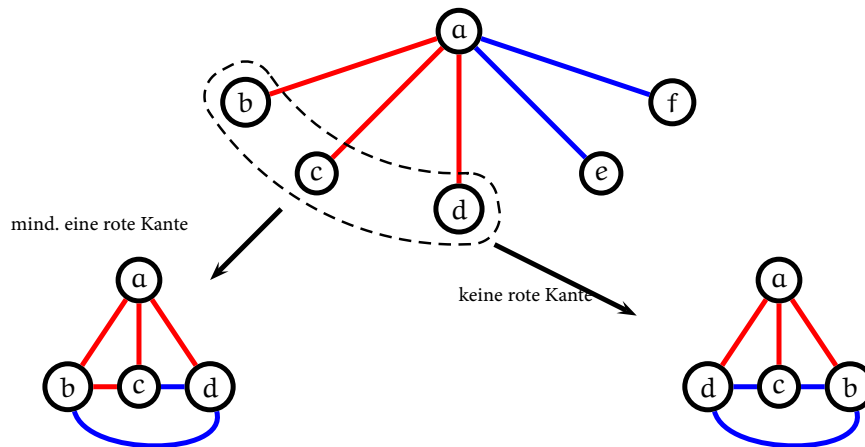 a
b
f
c
e
d
mind. eine rote Kante
keine rote Kante
a
b c d
a
d c b